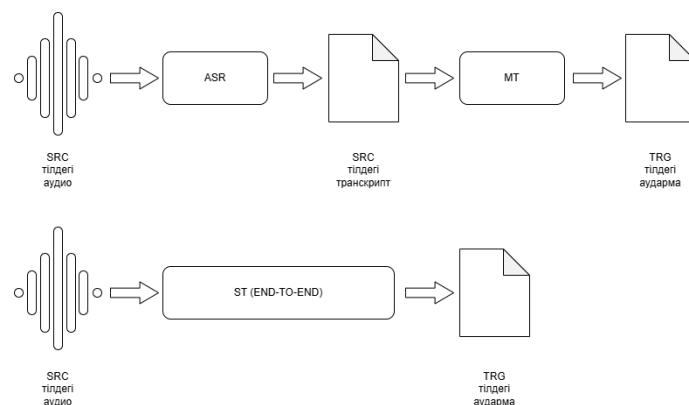 ASR
MT
SRC
тілдегі
аудио
SRC
тілдегі
транскрипт
TRG
тілдегі
аударма
ST (END-TO-END)
SRC
тілдегі
аудио
TRG
тілдегі
аударма